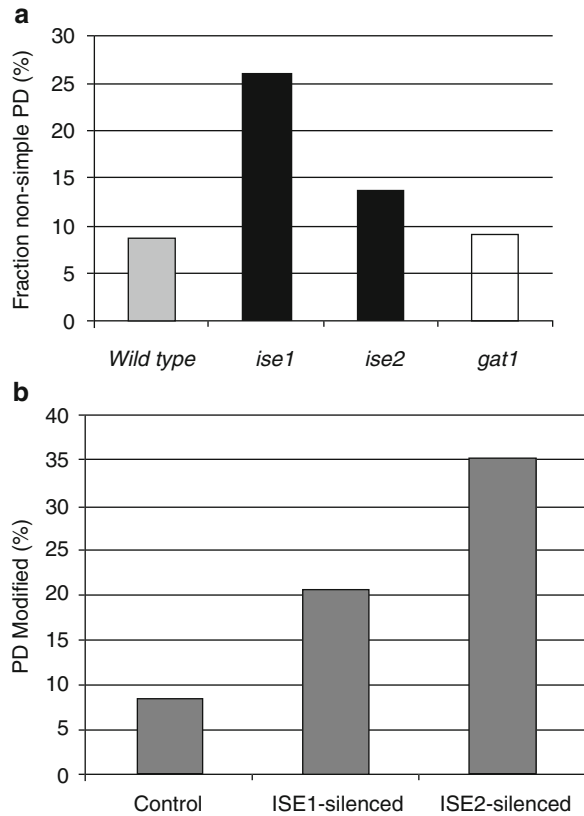 a
Fraction non-simple PD (%)
30
25
20
15
10
5
0
Wild type ise1 ise2 gat1
b
PD Modified (%)
40
35
30
25
20
15
10
5
0
Control ISE1-silenced ISE2-silenced